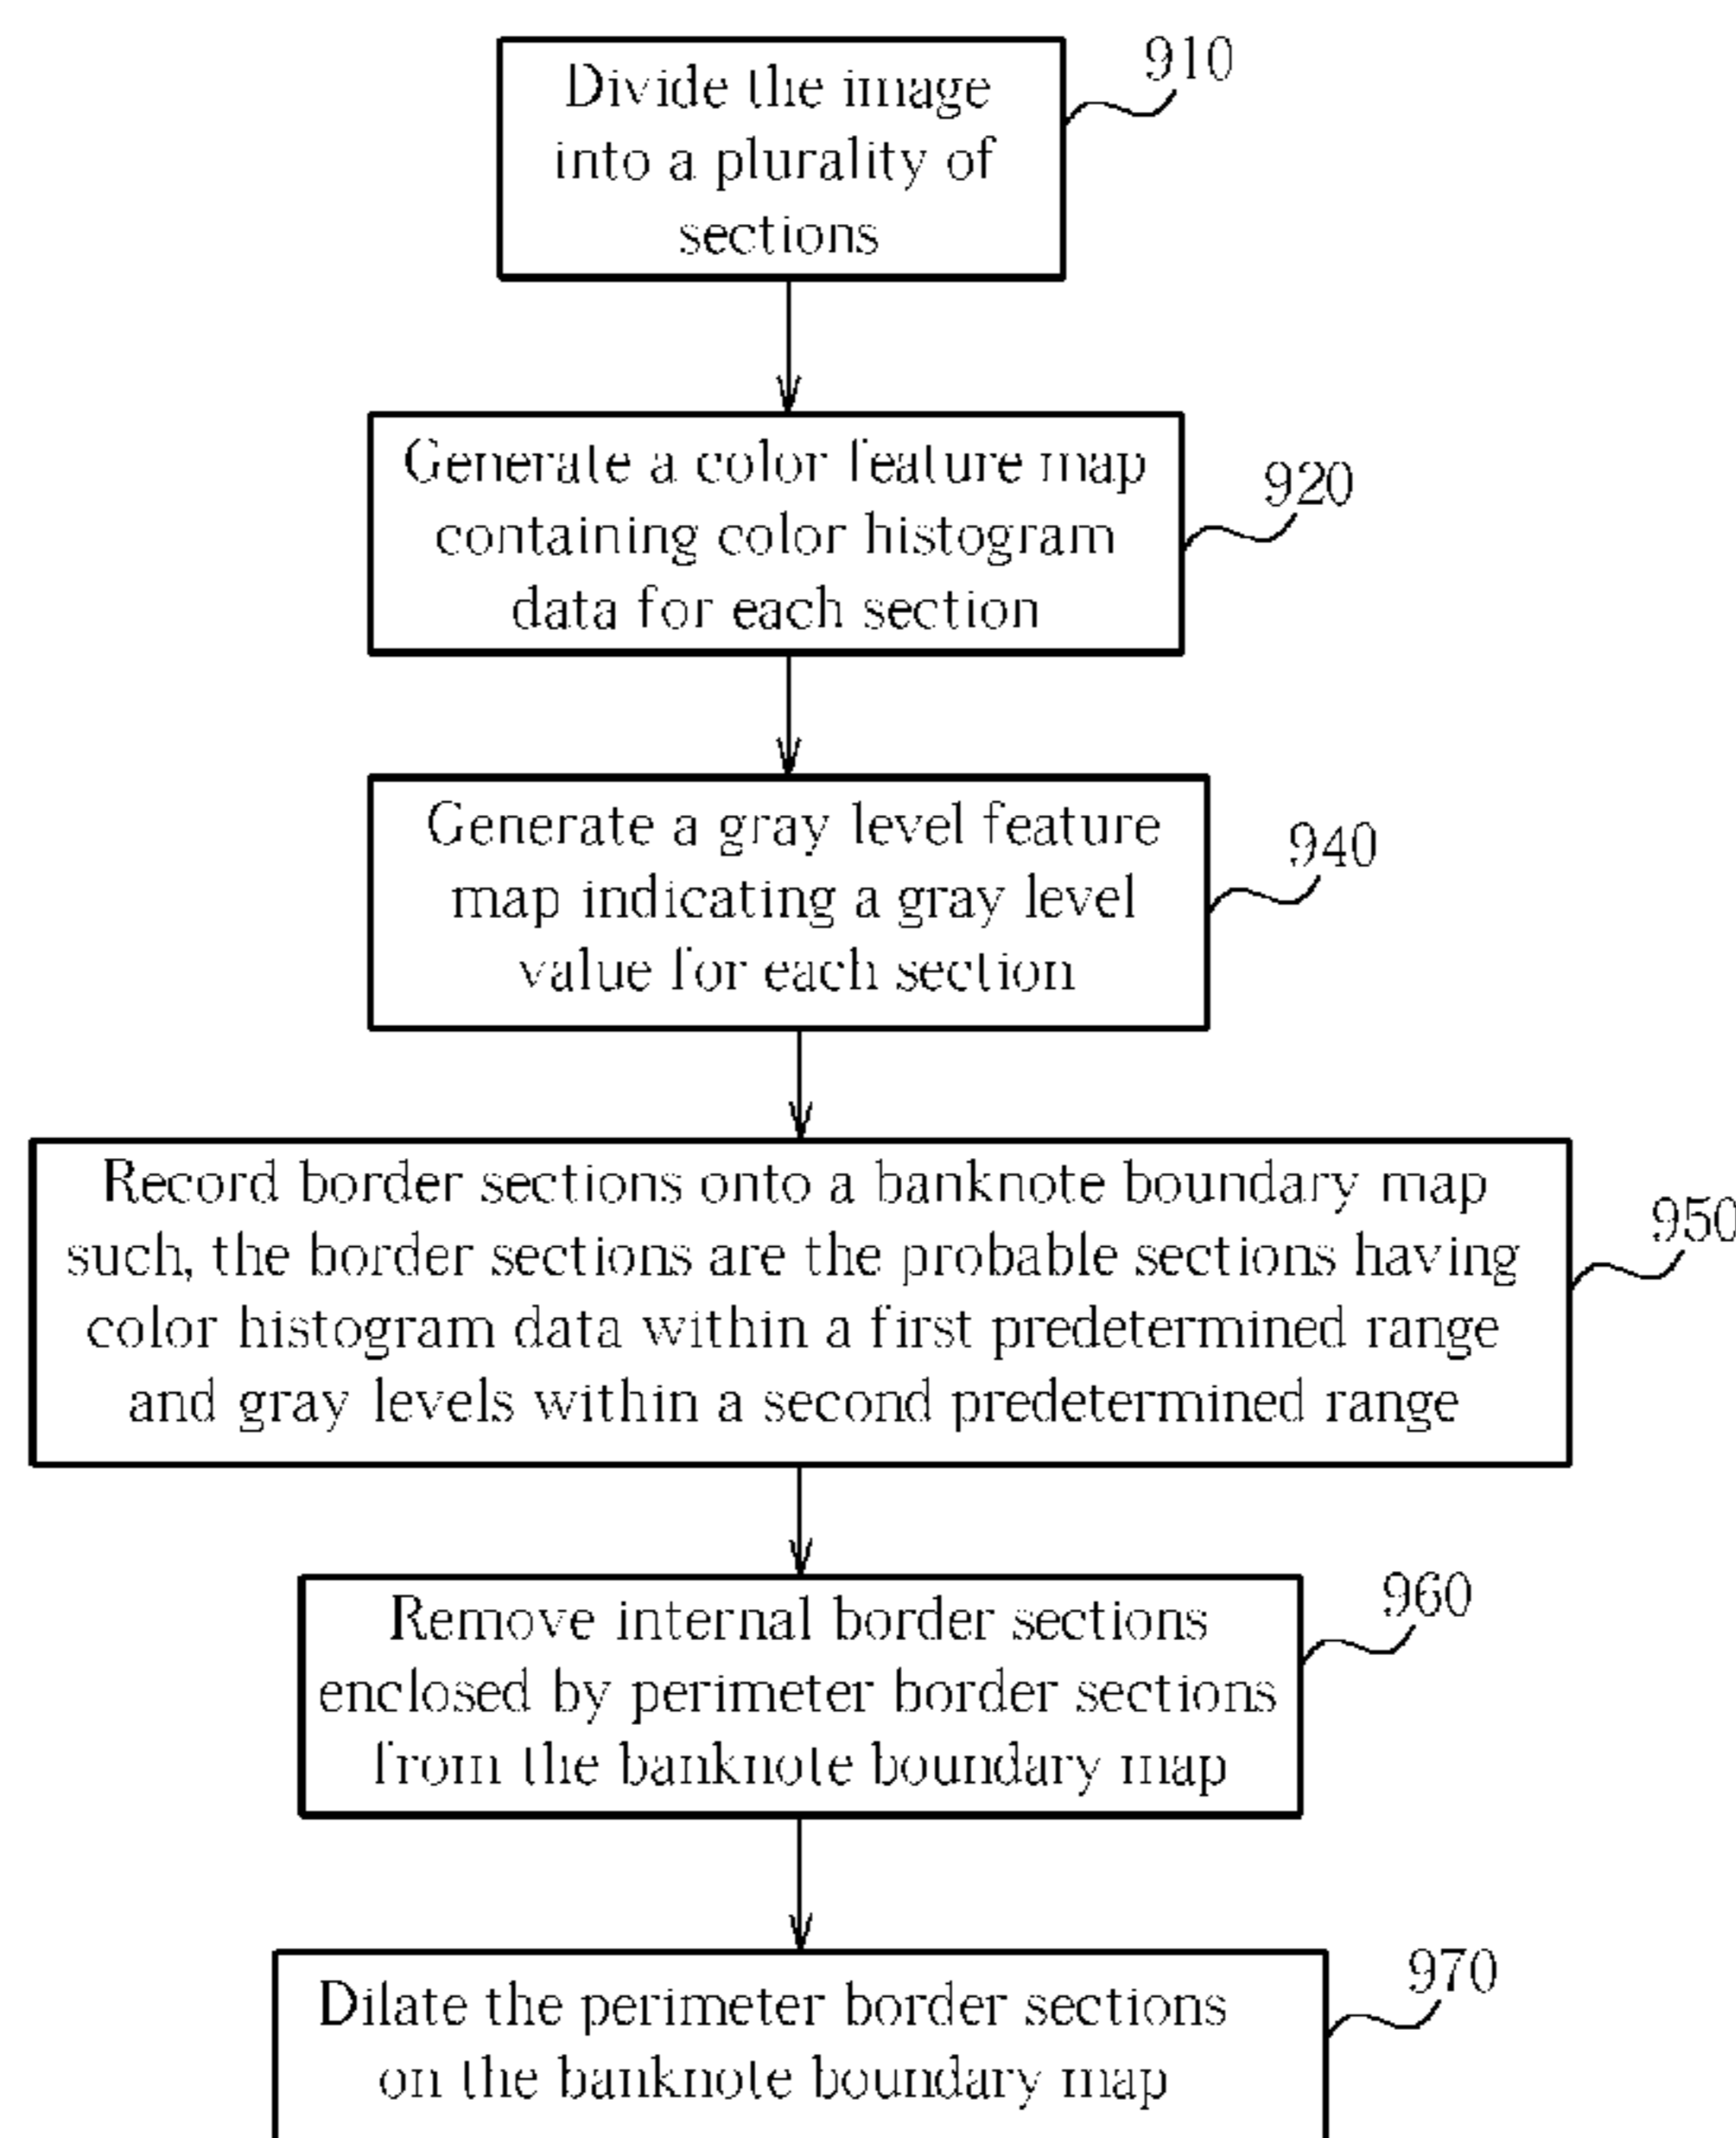 Divide the image
into a plurality of
sections
910
Generate a color feature map
containing color histogram
data for each section
920
Generate a gray level feature
map indicating a gray level
value for each section
940
Record border sections onto a banknote boundary map
such, the border sections are the probable sections having
color histogram data within a first predetermined range
and gray levels within a second predetermined range
950
Remove internal border sections
enclosed by perimeter border sections
from the banknote boundary map
960
Dilate the perimeter border sections
on the banknote boundary map
970